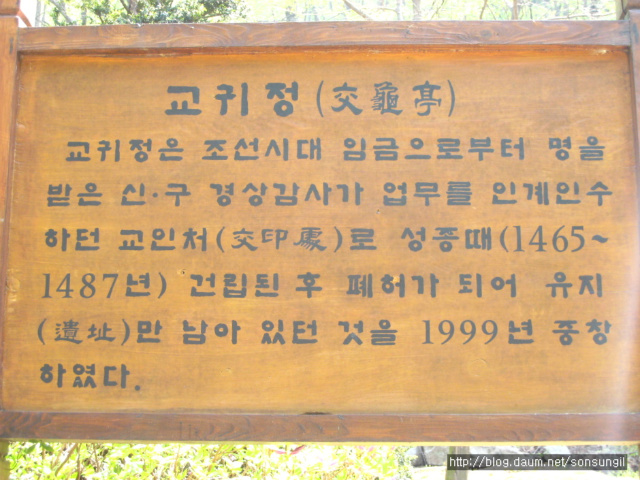 교귀정(交龜亭)
교귀정은 조선시대 임금으로부터 명을
받은 신·구 경상감사가 업무를 인계인수
하던 교인처(交印處)로 성종때(1465~
1487년) 건립된 후 폐허가 되어 유지
(遺址)만 남아 있던 것을 1999년 중창
하였다.
http://blog.daum.net/sonsungil